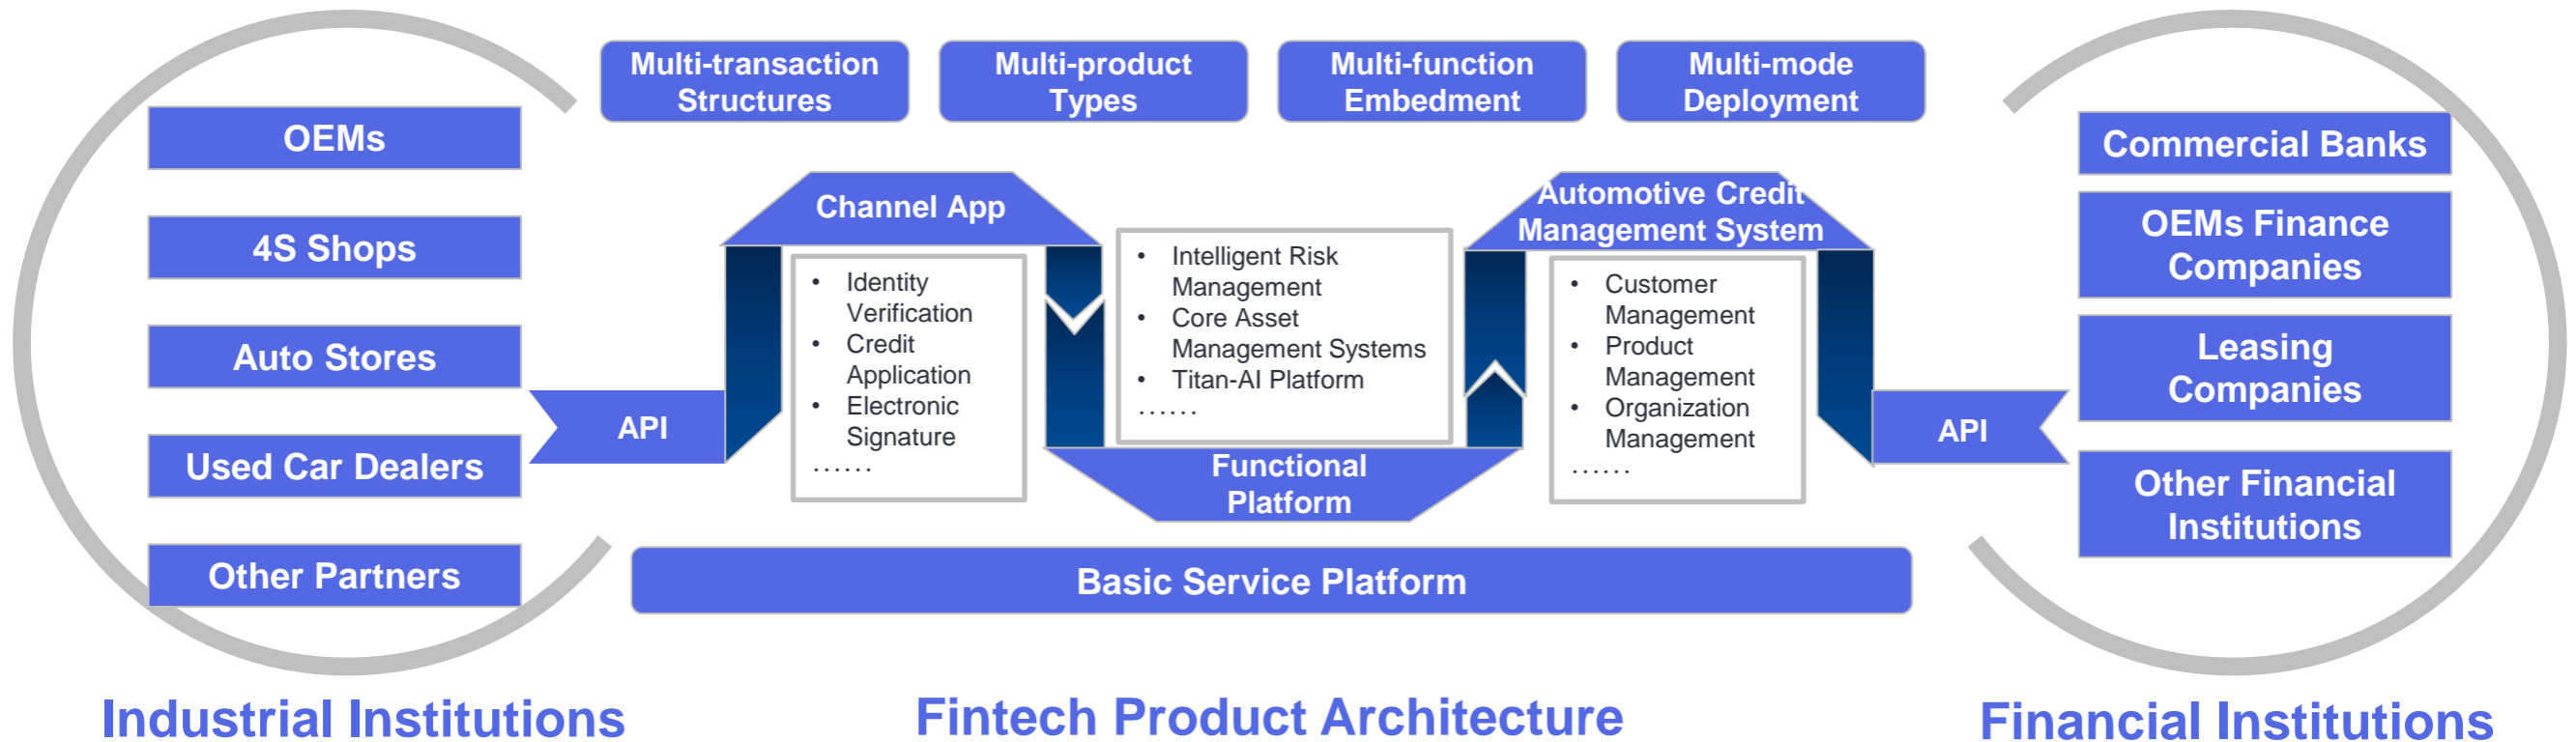 OEMs
4S Shops
Auto Stores
Used Car Dealers
Other Partners
Industrial Institutions
Multi-transaction
Structures
Multi-product
Types
Multi-function
Embedment
Multi-mode
Deployment
API
Channel App
• Identity
Verification
• Credit
Application
• Electronic
Signature
……
• Intelligent Risk
Management
• Core Asset
Management Systems
• Titan-AI Platform
……
Functional
Platform
Automotive Credit
Management System
• Customer
Management
• Product
Management
• Organization
Management
……
API
Basic Service Platform
Fintech Product Architecture
Commercial Banks
OEMs Finance
Companies
Leasing
Companies
Other Financial
Institutions
Financial Institutions